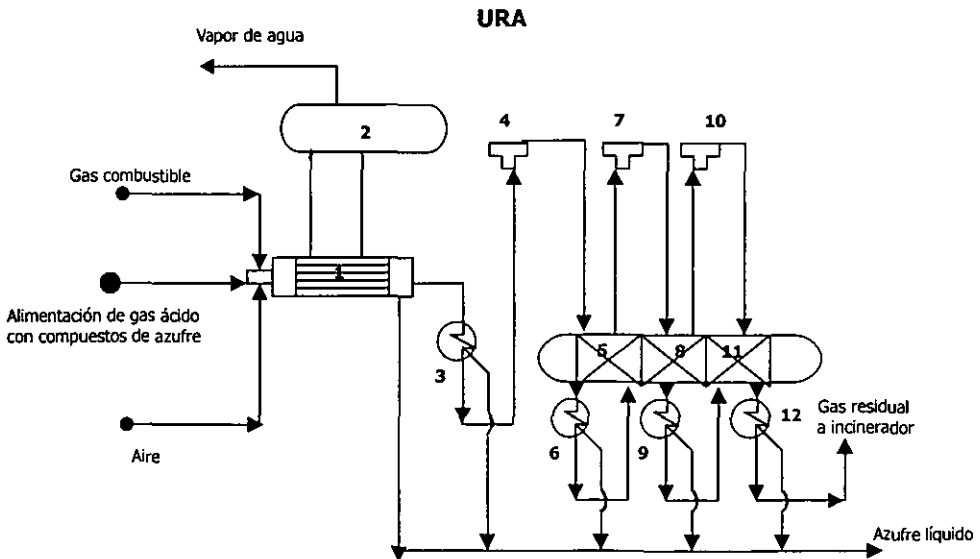 URA
Vapor de agua
2
4
7
10
Gas combustible
1
Alimentación de gas ácido
con compuestos de azufre
3
5
8
11
Aire
6
9
12
Gas residual
a incinerador
Azufre líquido